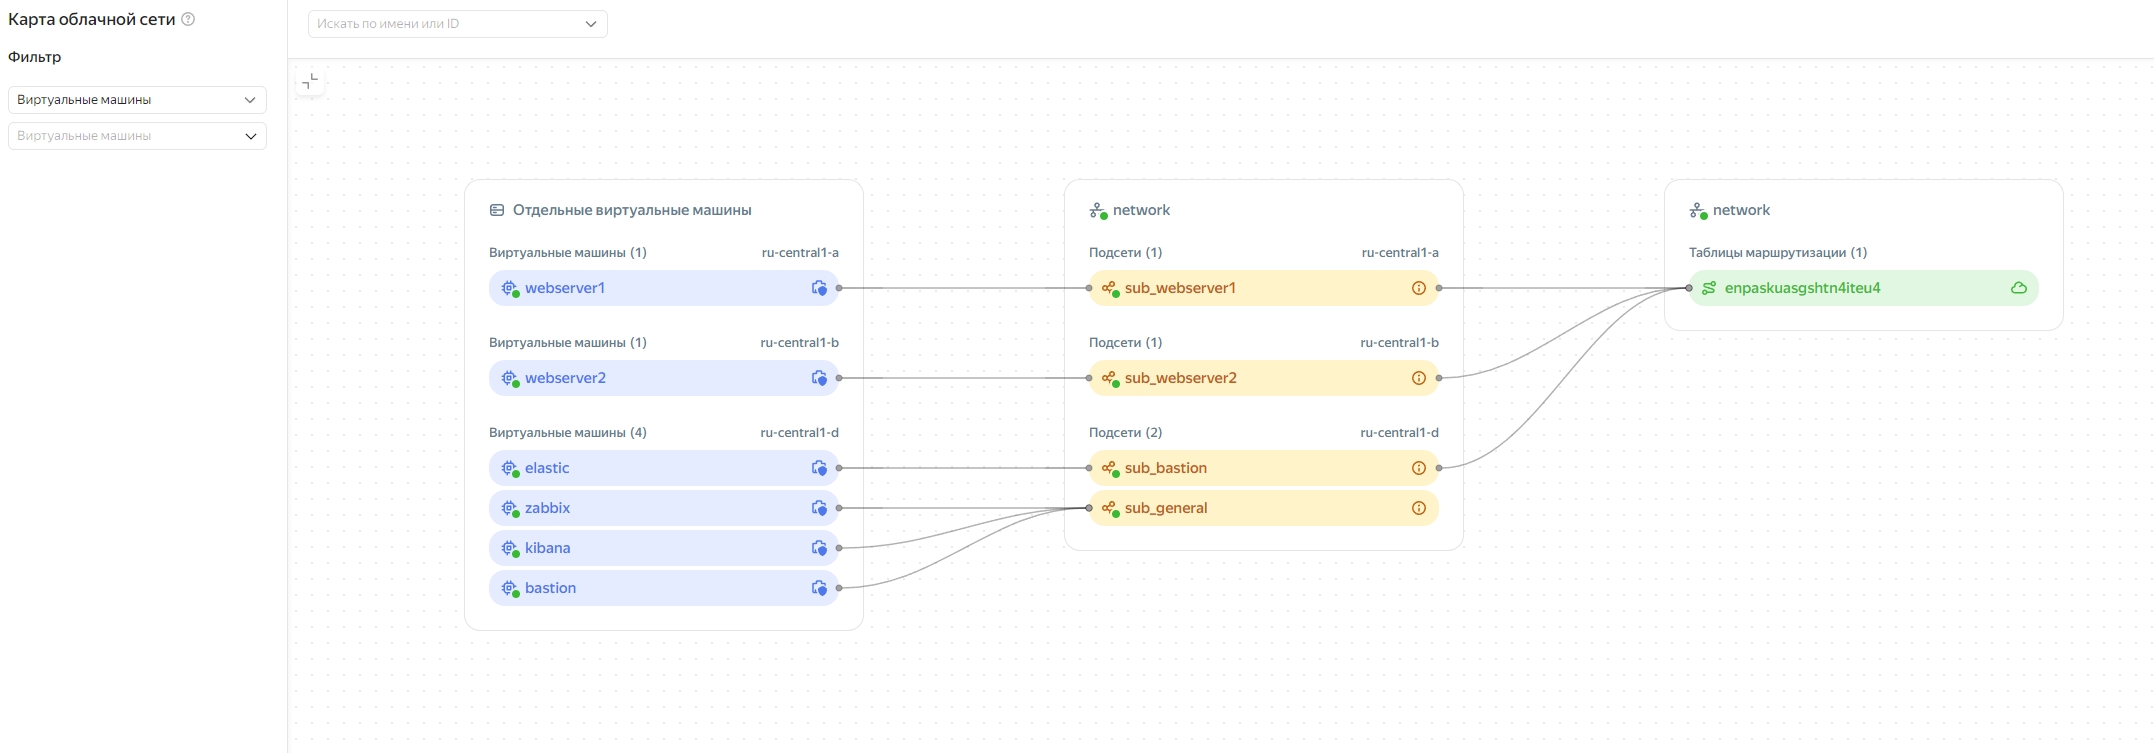 Карта облачной сети
Фильтр
Виртуальные машины
Виртуальные машины
Искать по имени или ID
Отдельные виртуальные машины
Виртуальные машины (1) ru-central1-a
webserver1
Виртуальные машины (1) ru-central1-b
webserver2
Виртуальные машины (4) ru-central1-d
elastic
zabbix
kibana
bastion
network
Подсети (1) ru-central1-a
sub_webserver1
Подсети (1) ru-central1-b
sub_webserver2
Подсети (2) ru-central1-d
sub_bastion
sub_general
network
Таблицы маршрутизации (1)
enpaskuasgshtn4iteu4